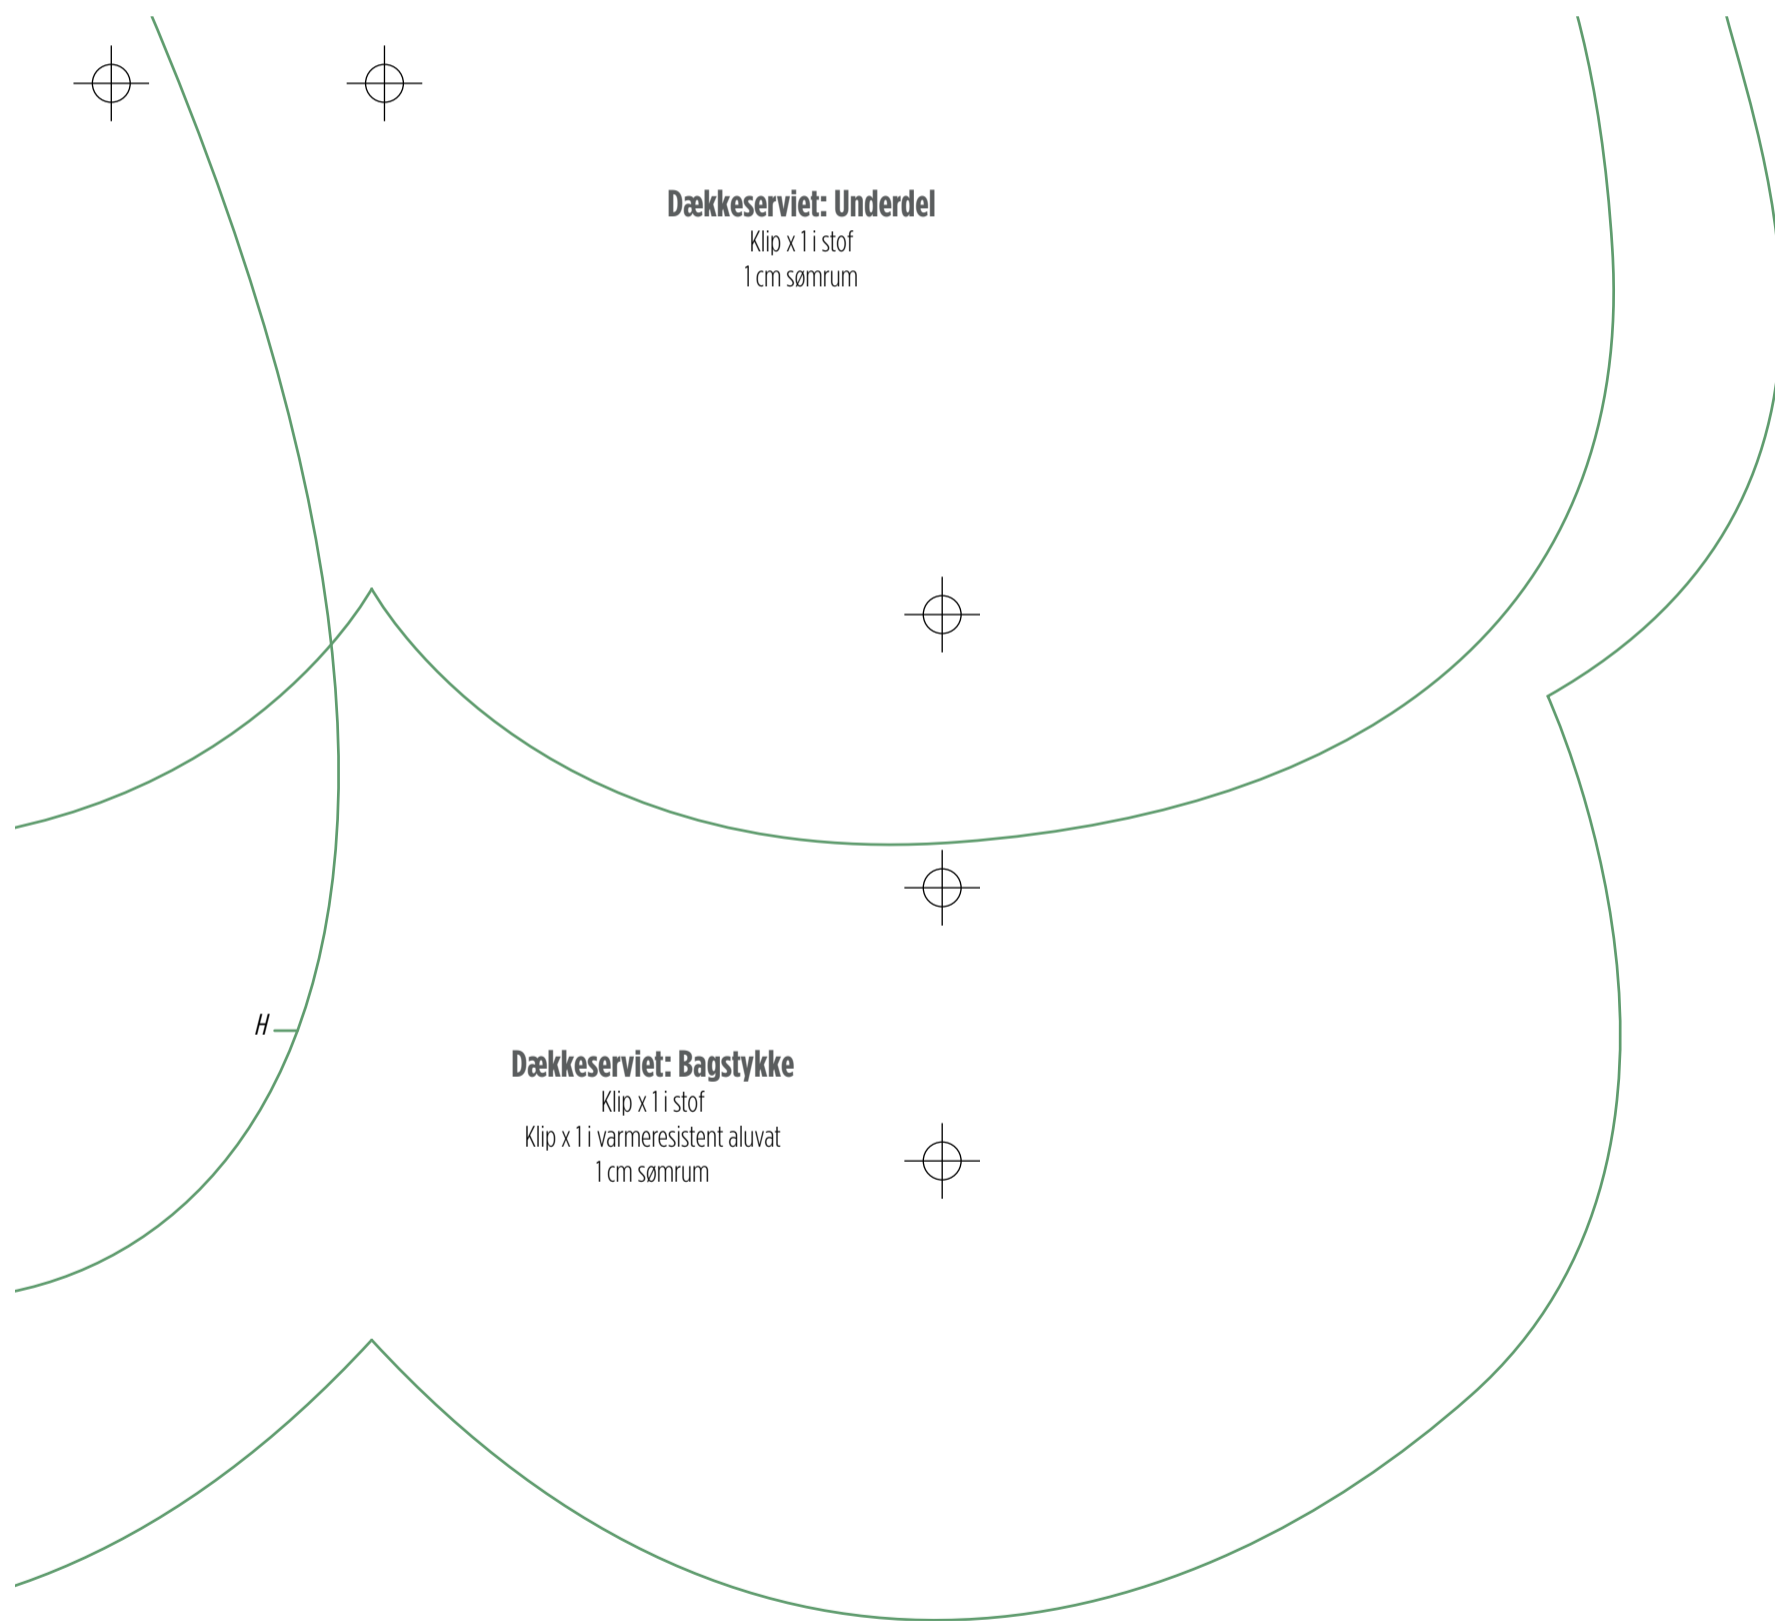 Dækkeserviet: Underdel
Klip x 1 i stof
1 cm sømrum
H
Dækkeserviet: Bagstykke
Klip x 1 i stof
Klip x 1 i varmeresistent aluvat
1 cm sømrum